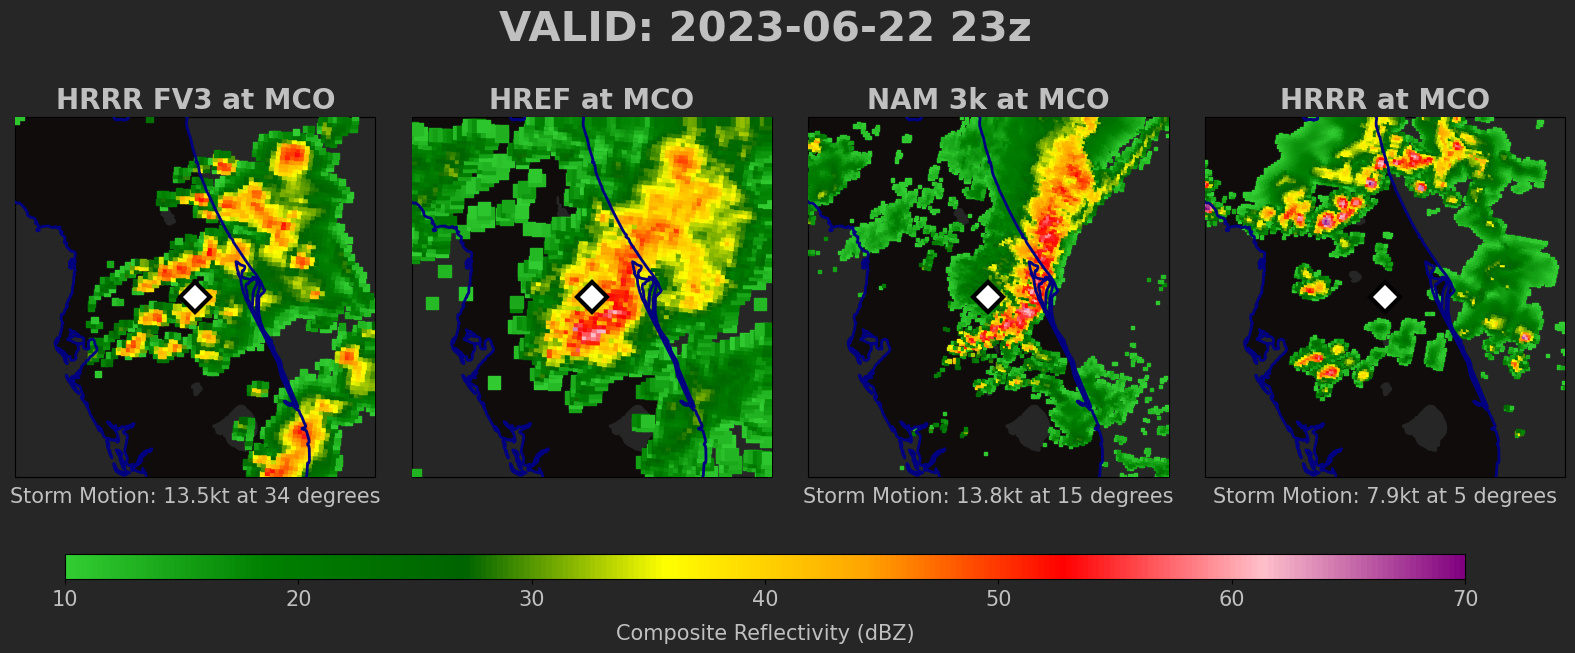 VALID: 2023-06-22 23z
HRRR FV3 at MCO
HREF at MCO
NAM 3k at MCO
HRRR at MCO
Storm Motion: 13.5kt at 34 degrees
Storm Motion: 13.8kt at 15 degrees
Storm Motion: 7.9kt at 5 degrees
10 20 30 40 50 60 70
Composite Reflectivity (dBZ)